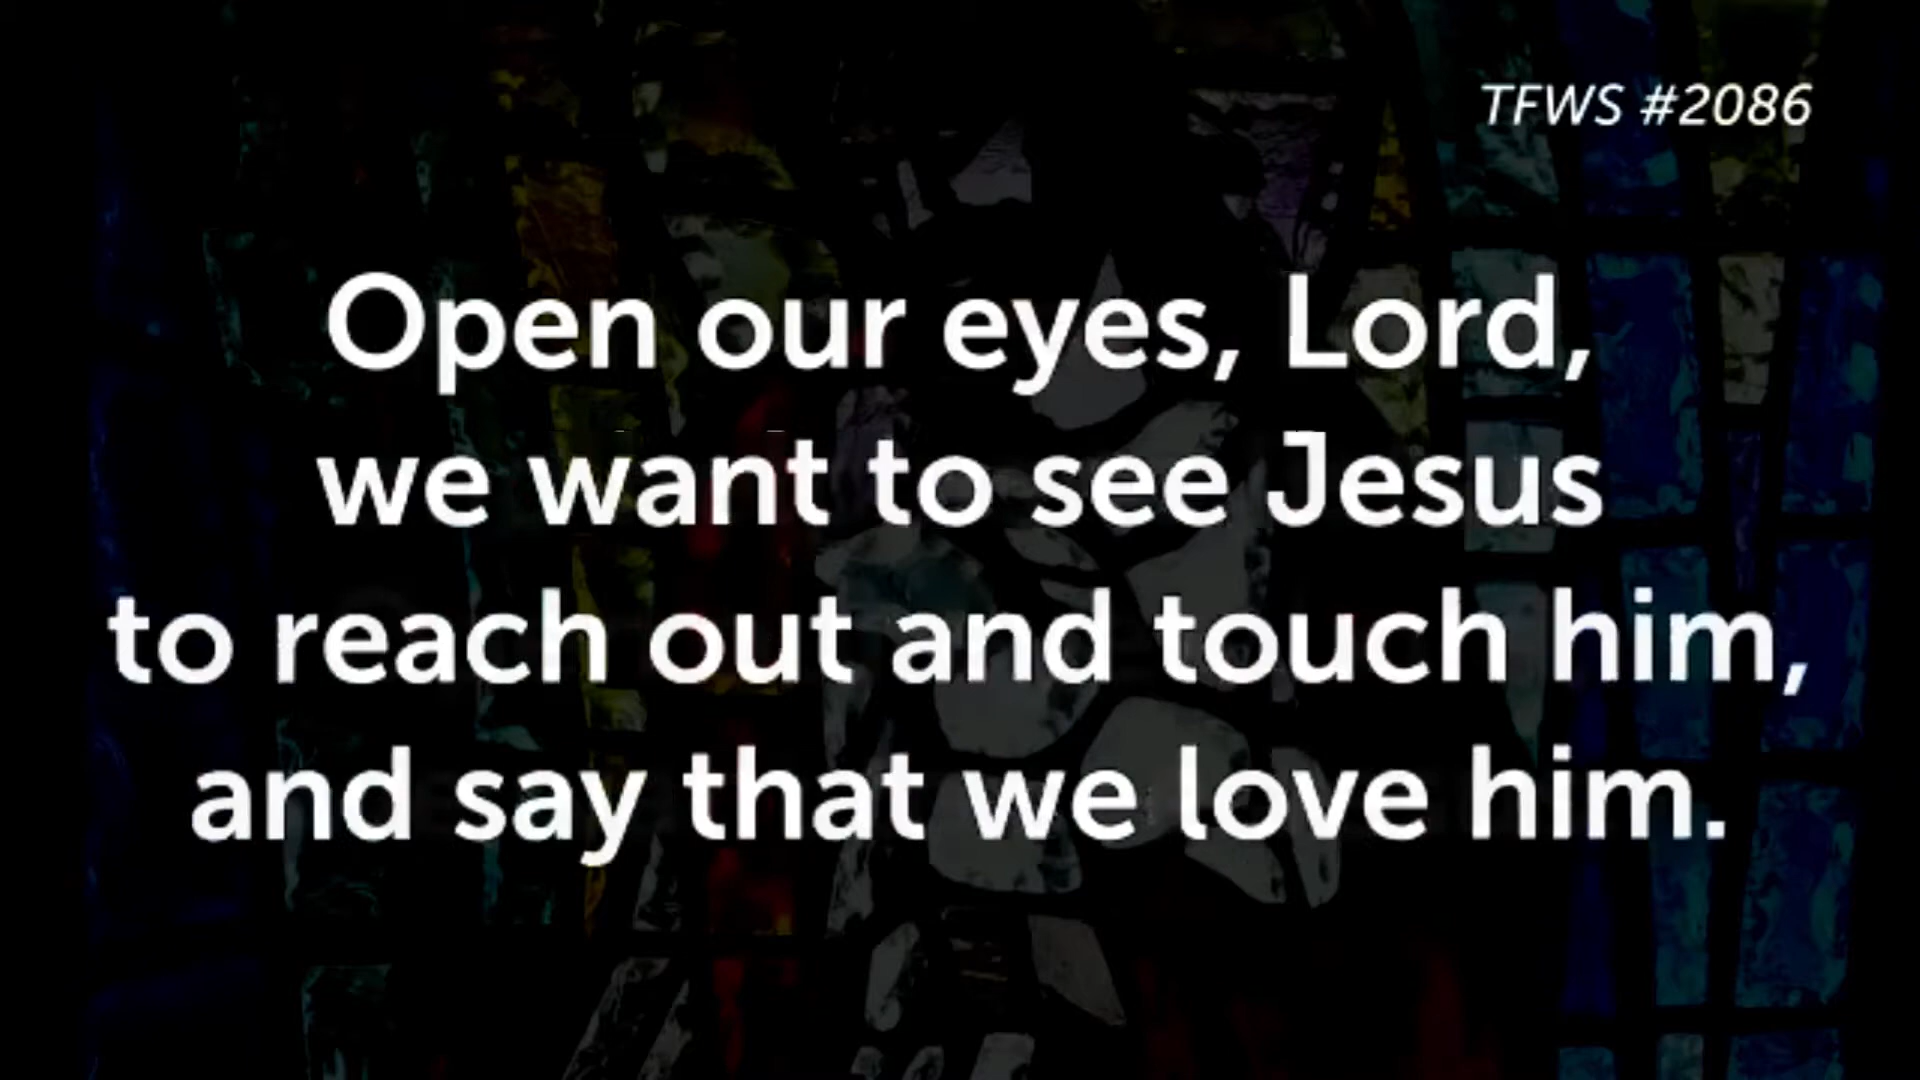 TFWS #2086
Open our eyes, Lord,
we want to see Jesus
to reach out and touch him,
and say that we love him.